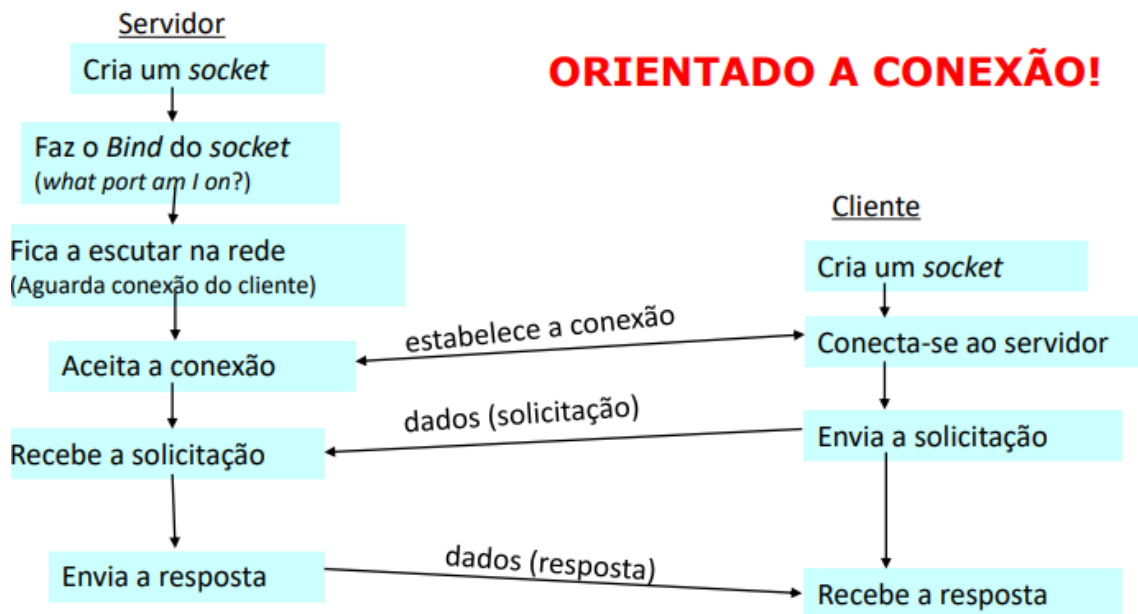 Servidor
Cria um socket
ORIENTADO A CONEXÃO!
Faz o Bind do socket
(what port am I on?)
Fica a escutar na rede
(Aguarda conexão do cliente)
Cliente
Cria um socket
estabelece a conexão
Aceita a conexão
Conecta-se ao servidor
dados (solicitação)
Recebe a solicitação
Envia a solicitação
dados (resposta)
Envia a resposta
Recebe a resposta